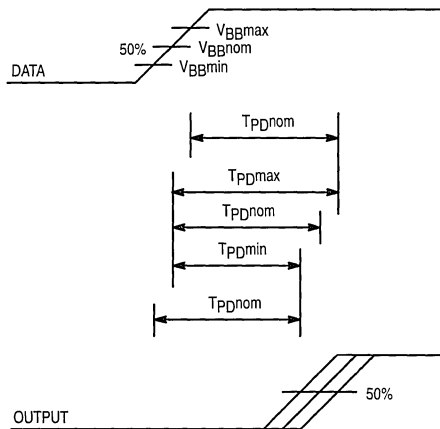 VBBmax
50% VBBnom
VBBmin
DATA
TPDnom
TPDmax
TPDnom
TPDmin
TPDnom
50%
OUTPUT